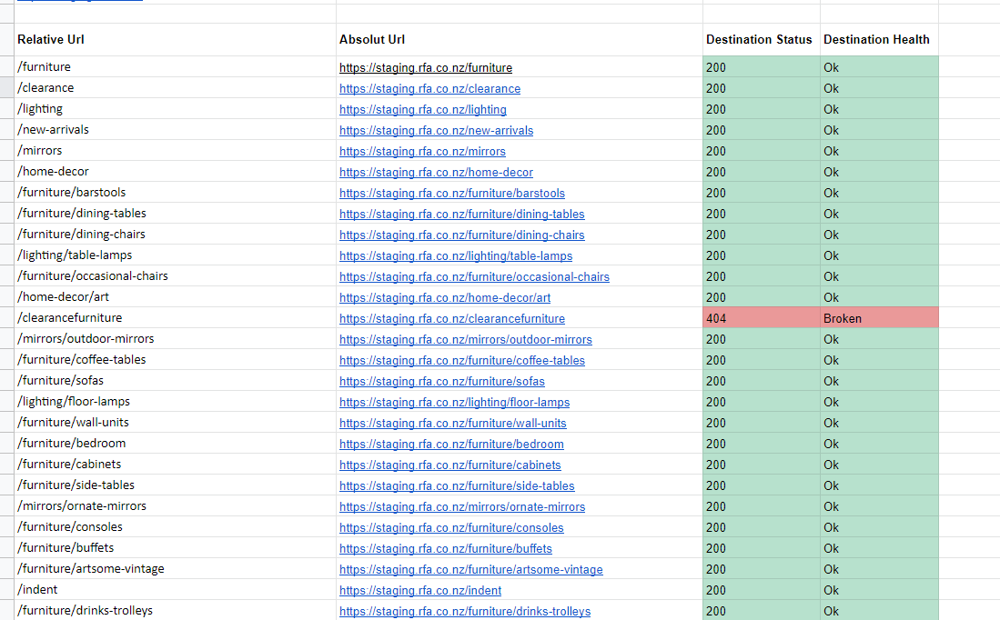 Relative Url Absolut Url Destination Status Destination Health
/furniture https://staging.rfa.co.nz/furniture 200 Ok
/clearance https://staging.rfa.co.nz/clearance 200 Ok
/lighting https://staging.rfa.co.nz/lighting 200 Ok
/new-arrivals https://staging.rfa.co.nz/new-arrivals 200 Ok
/mirrors https://staging.rfa.co.nz/mirrors 200 Ok
/home-decor https://staging.rfa.co.nz/home-decor 200 Ok
/furniture/barstools https://staging.rfa.co.nz/furniture/barstools 200 Ok
/furniture/dining-tables https://staging.rfa.co.nz/furniture/dining-tables 200 Ok
/furniture/dining-chairs https://staging.rfa.co.nz/furniture/dining-chairs 200 Ok
/lighting/table-lamps https://staging.rfa.co.nz/lighting/table-lamps 200 Ok
/furniture/occasional-chairs https://staging.rfa.co.nz/furniture/occasional-chairs 200 Ok
/home-decor/art https://staging.rfa.co.nz/home-decor/art 200 Ok
/clearancefurniture https://staging.rfa.co.nz/clearancefurniture 404 Broken
/mirrors/outdoor-mirrors https://staging.rfa.co.nz/mirrors/outdoor-mirrors 200 Ok
/furniture/coffee-tables https://staging.rfa.co.nz/furniture/coffee-tables 200 Ok
/furniture/sofas https://staging.rfa.co.nz/furniture/sofas 200 Ok
/lighting/floor-lamps https://staging.rfa.co.nz/lighting/floor-lamps 200 Ok
/furniture/wall-units https://staging.rfa.co.nz/furniture/wall-units 200 Ok
/furniture/bedroom https://staging.rfa.co.nz/furniture/bedroom 200 Ok
/furniture/cabinets https://staging.rfa.co.nz/furniture/cabinets 200 Ok
/furniture/side-tables https://staging.rfa.co.nz/furniture/side-tables 200 Ok
/mirrors/ornate-mirrors https://staging.rfa.co.nz/mirrors/ornate-mirrors 200 Ok
/furniture/consoles https://staging.rfa.co.nz/furniture/consoles 200 Ok
/furniture/buffets https://staging.rfa.co.nz/furniture/buffets 200 Ok
/furniture/artsome-vintage https://staging.rfa.co.nz/furniture/artsome-vintage 200 Ok
/indent https://staging.rfa.co.nz/indent 200 Ok
/furniture/drinks-trolleys https://staging.rfa.co.nz/furniture/drinks-trolleys 200 Ok